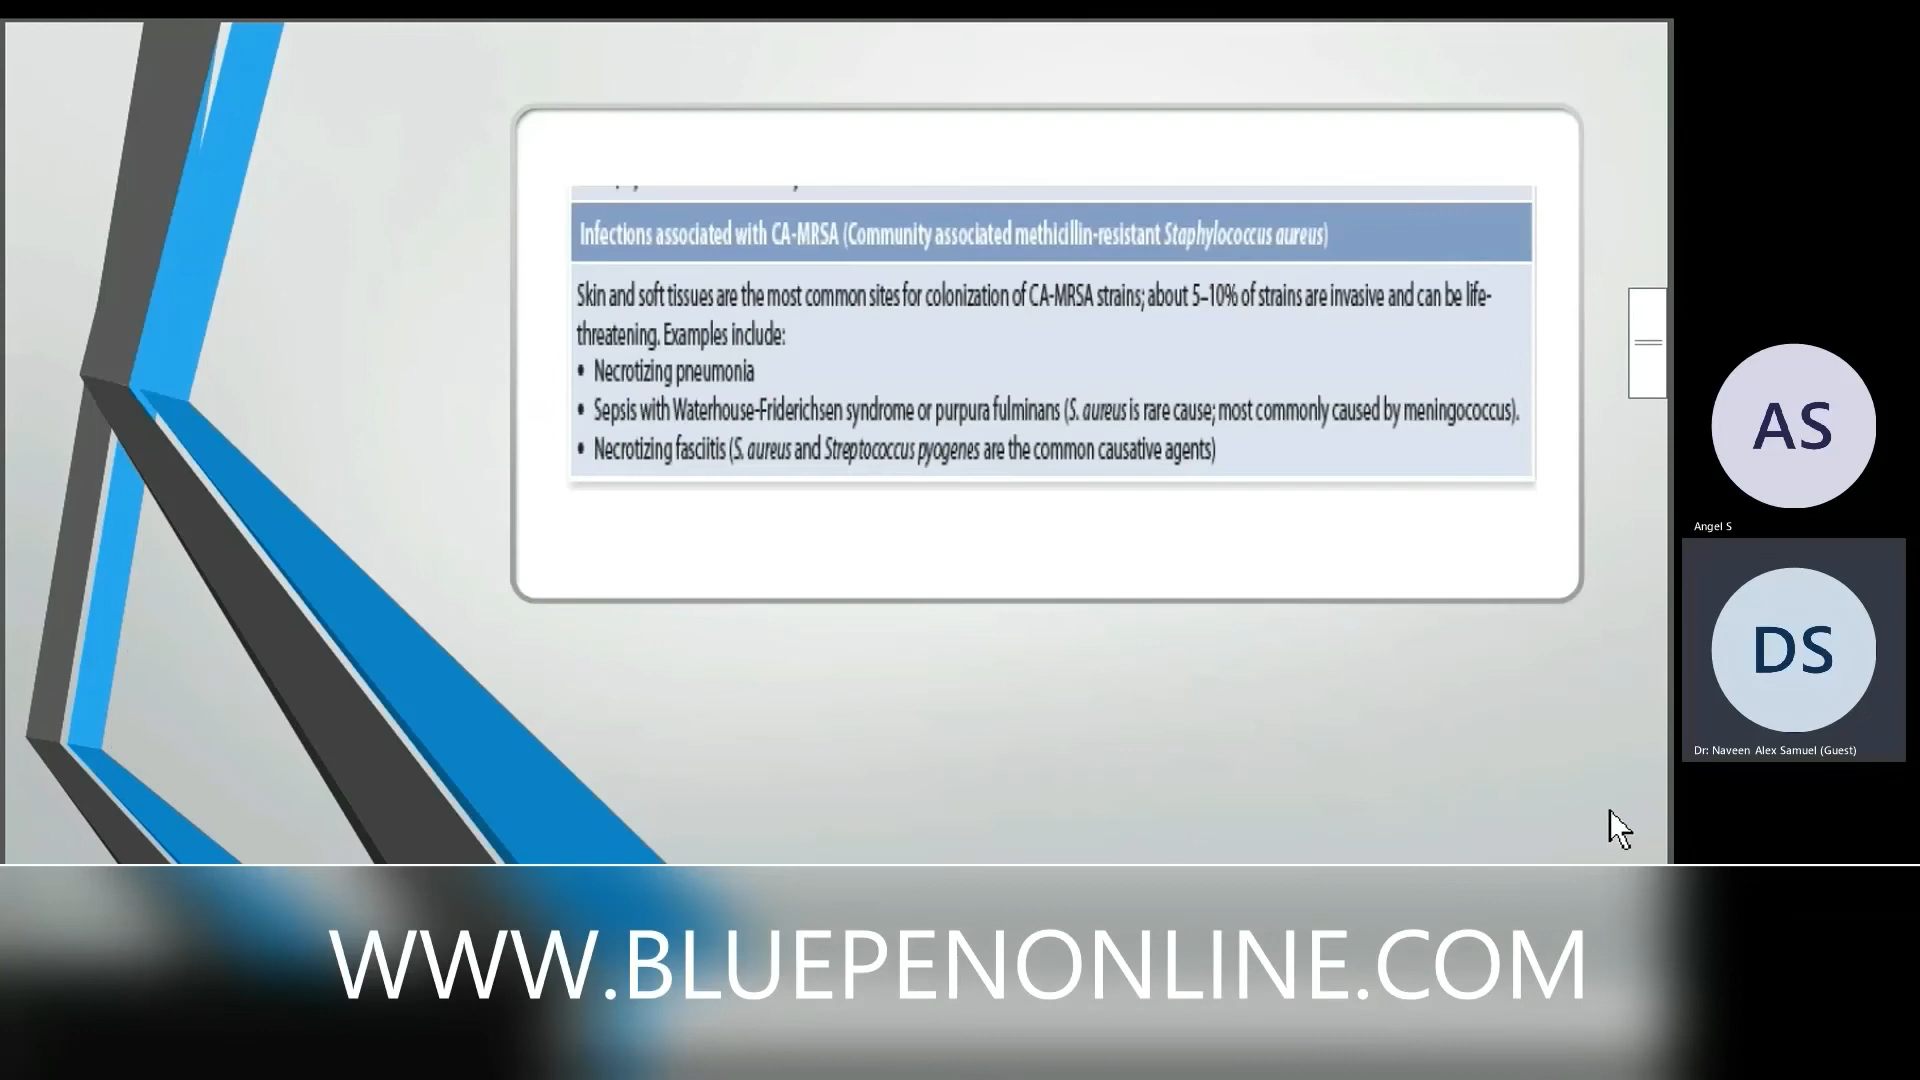 Infections associated with CA-MRSA (Community associated methicillin-resistant Staphylococcus aureus)
Skin and soft tissues are the most common sites for colonization of CA-MRSA strains; about 5–10% of strains are invasive and can be life-
threatening. Examples include:
• Necrotizing pneumonia
• Sepsis with Waterhouse-Friderichsen syndrome or purpura fulminans (S. aureus is rare cause; most commonly caused by meningococcus).
• Necrotizing fasciitis (S. aureus and Streptococcus pyogenes are the common causative agents)
AS
Angel S
DS
Dr: Naveen Alex Samuel (Guest)
WWW.BLUEPENONLINE.COM